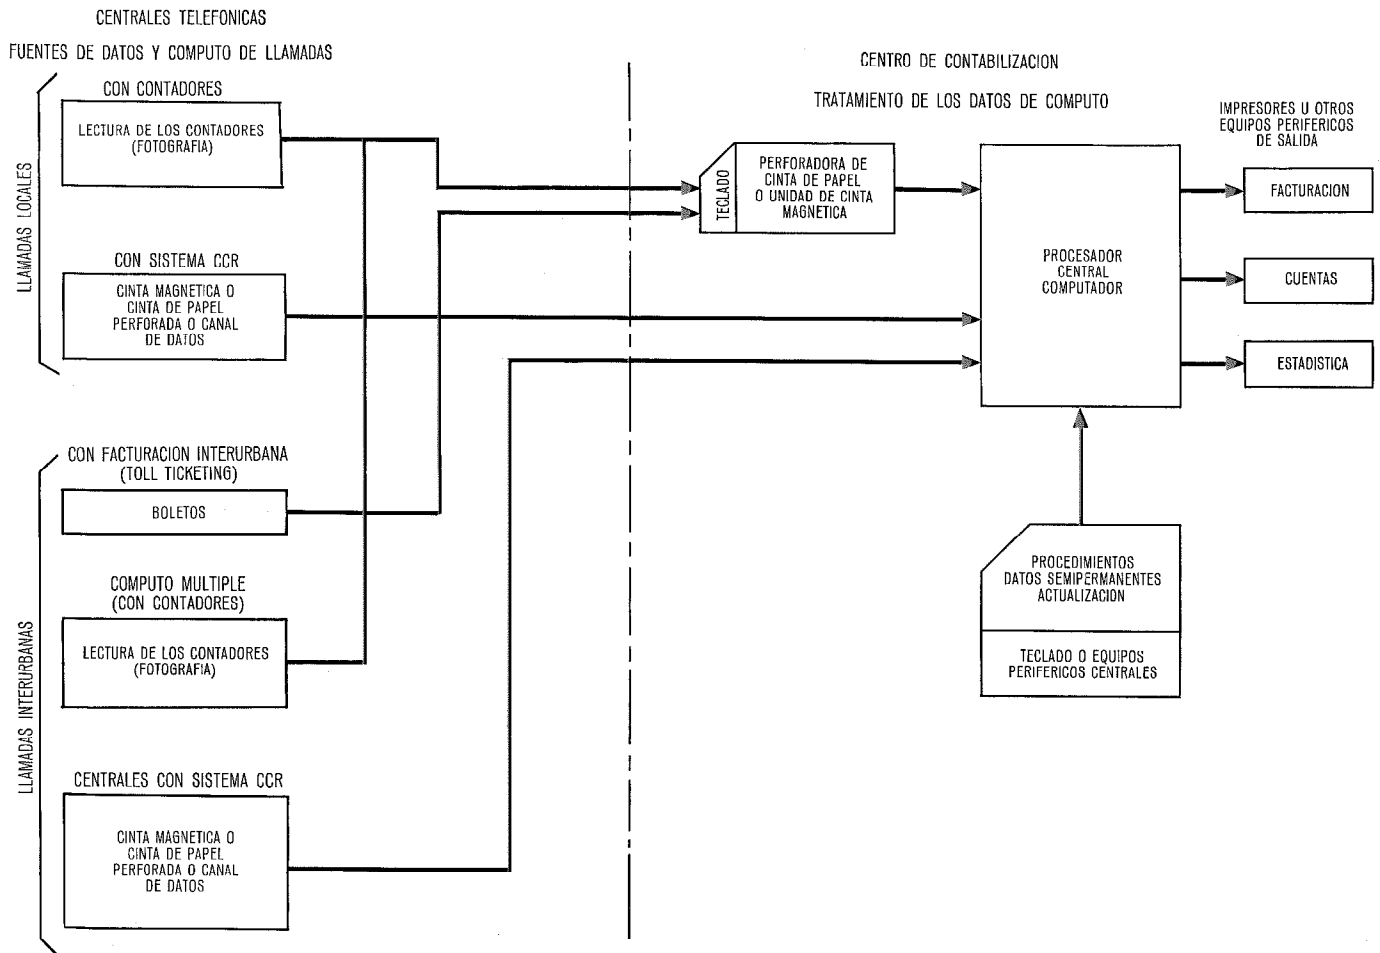 CENTRALES TELEFONICAS
FUENTES DE DATOS Y COMPUTO DE LLAMADAS
LLAMADAS LOCALES
CON CONTADORES
LECTURA DE LOS CONTADORES
(FOTOGRAFIA)
CON SISTEMA CCR
CINTA MAGNETICA O
CINTA DE PAPEL
PERFORADA O CANAL
DE DATOS
LLAMADAS INTERURBANAS
CON FACTURACION INTERURBANA
(TOLL TICKETING)
BOLETOS
COMPUTO MULTIPLE
(CON CONTADORES)
LECTURA DE LOS CONTADORES
(FOTOGRAFIA)
CENTRALES CON SISTEMA CCR
CINTA MAGNETICA O
CINTA DE PAPEL
PERFORADA O CANAL
DE DATOS
CENTRO DE CONTABILIZACION
TRATAMIENTO DE LOS DATOS DE COMPUTO
TECLADO
PERFORADORA DE
CINTA DE PAPEL
O UNIDAD DE CINTA
MAGNETICA
PROCESADOR
CENTRAL
COMPUTADOR
PROCEDIMIENTOS
DATOS SEMIPERMANENTES
ACTUALIZACION
TECLADO O EQUIPOS
PERIFERICOS CENTRALES
IMPRESORES U OTROS
EQUIPOS PERIFERICOS
DE SALIDA
FACTURACION
CUENTAS
ESTADISTICA